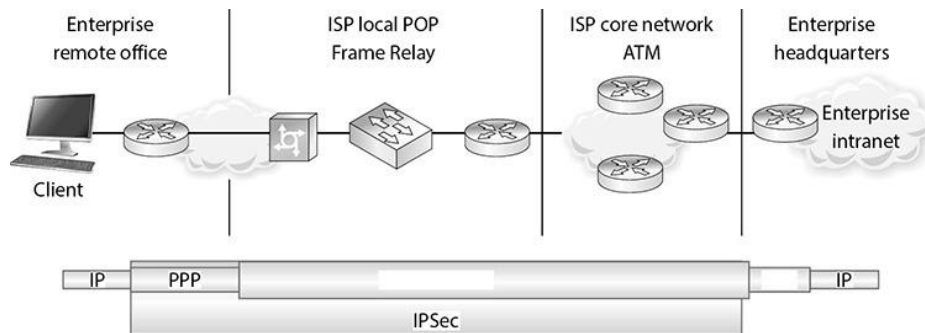 Enterprise
remote office
ISP local POP
Frame Relay
ISP core network
ATM
Enterprise
headquarters
Client
Enterprise
intranet
IP
PPP
IP
IPSec